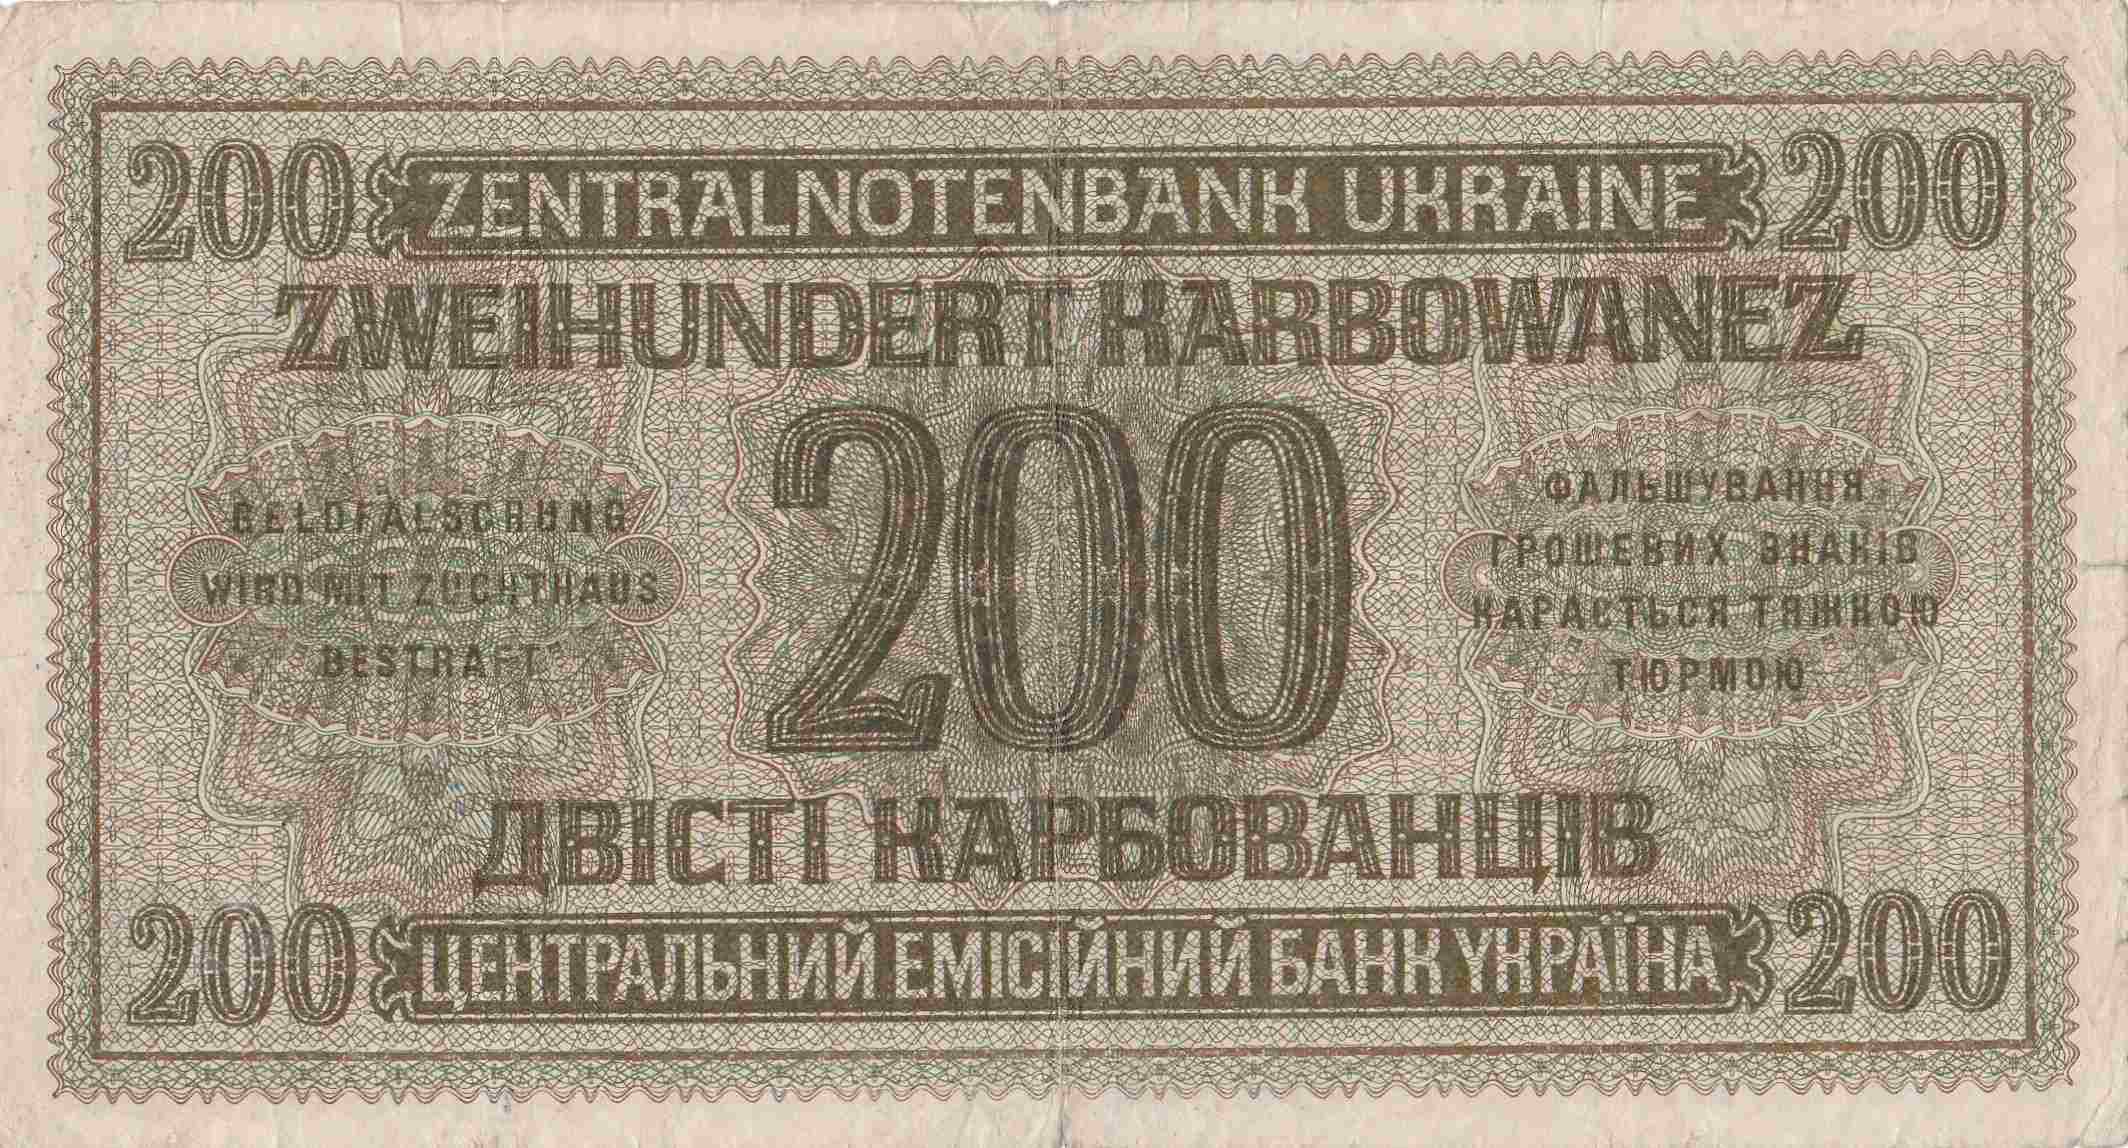 200 ZENTRALNOTENBANK UKRAINE 200
ZWEIHUNDERT KARBOWANEZ
GELDFÄLSCHUNG
WIRD MIT ZUCHTHAUS
BESTRAFT
200
ФАЛЬШУВАННЯ
ГРОШЕВИХ ЗНАКІВ
КАРАЄТЬСЯ ТЯЖКОЮ
ТЮРМОЮ
ДВІСТІ КАРБОВАНЦІВ
200 ЦЕНТРАЛЬНИЙ ЕМІСІЙНИЙ БАНК УКРАЇНА 200